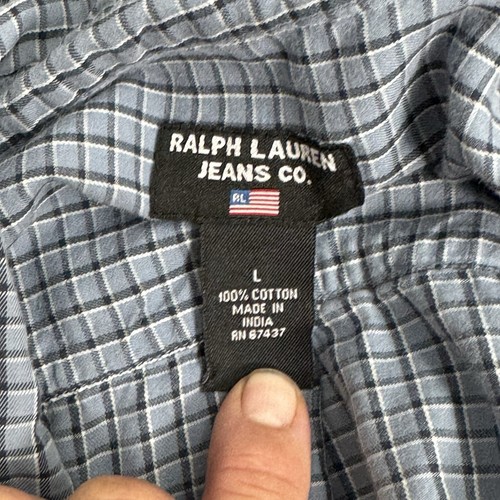 RALPH LAUREN
JEANS CO.
RL
L
100% COTTON
MADE IN
INDIA
RN 67437